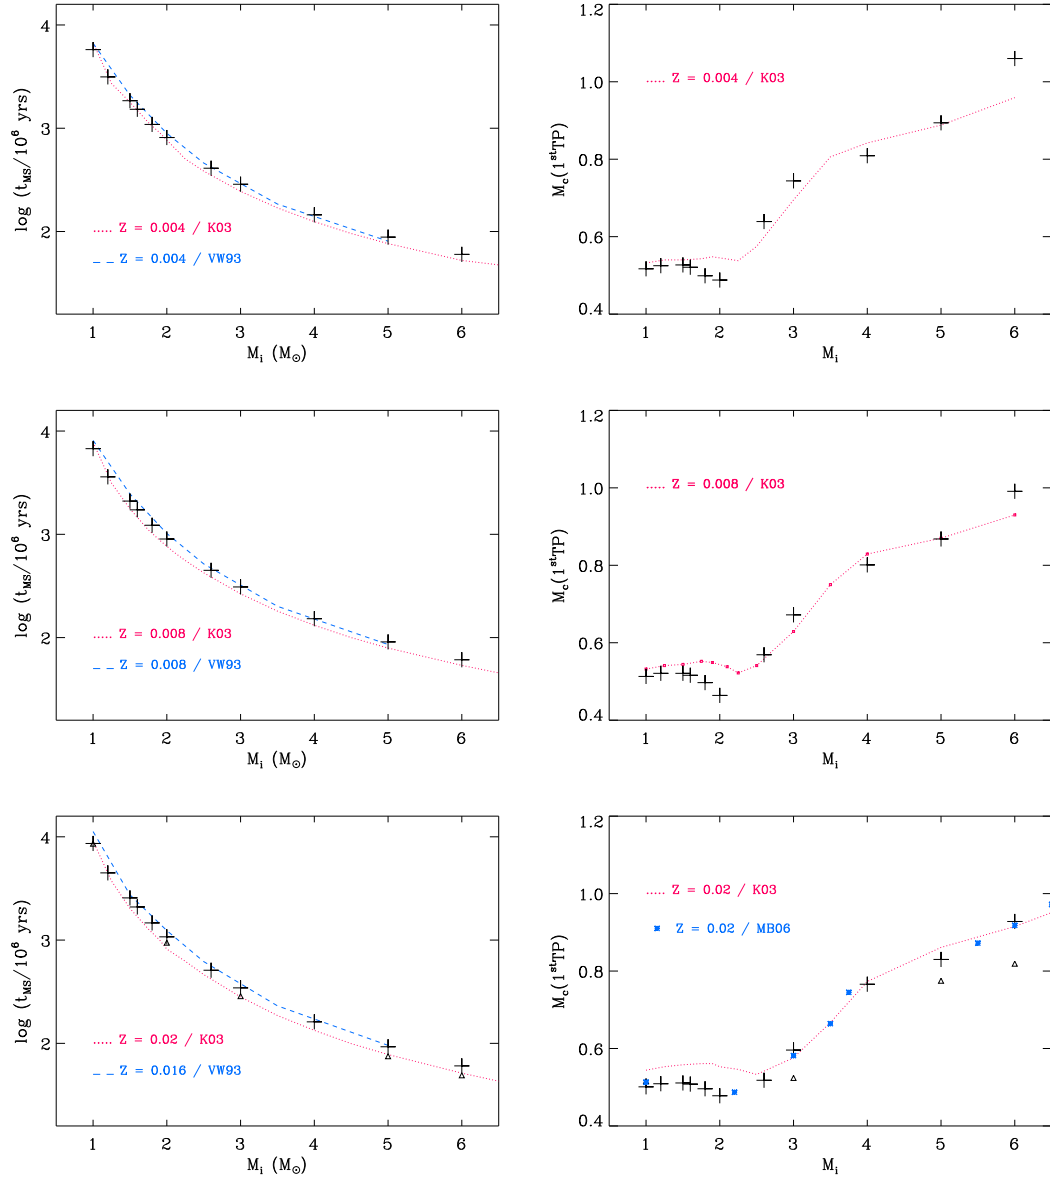 log (t_MS/10^6 yrs)
4
3
2
Z = 0.004 / K03
Z = 0.004 / VW93
1 2 3 4 5 6
M_i (M_⊙)
M_c(1^st TP)
1.2
1.0
0.8
0.6
0.4
Z = 0.004 / K03
1 2 3 4 5 6
M_i
log (t_MS/10^6 yrs)
4
3
2
Z = 0.008 / K03
Z = 0.008 / VW93
1 2 3 4 5 6
M_i (M_⊙)
M_c(1^st TP)
1.2
1.0
0.8
0.6
0.4
Z = 0.008 / K03
1 2 3 4 5 6
M_i
log (t_MS/10^6 yrs)
4
3
2
Z = 0.02 / K03
Z = 0.016 / VW93
1 2 3 4 5 6
M_i (M_⊙)
M_c(1^st TP)
1.2
1.0
0.8
0.6
0.4
Z = 0.02 / K03
Z = 0.02 / MB06
1 2 3 4 5 6
M_i